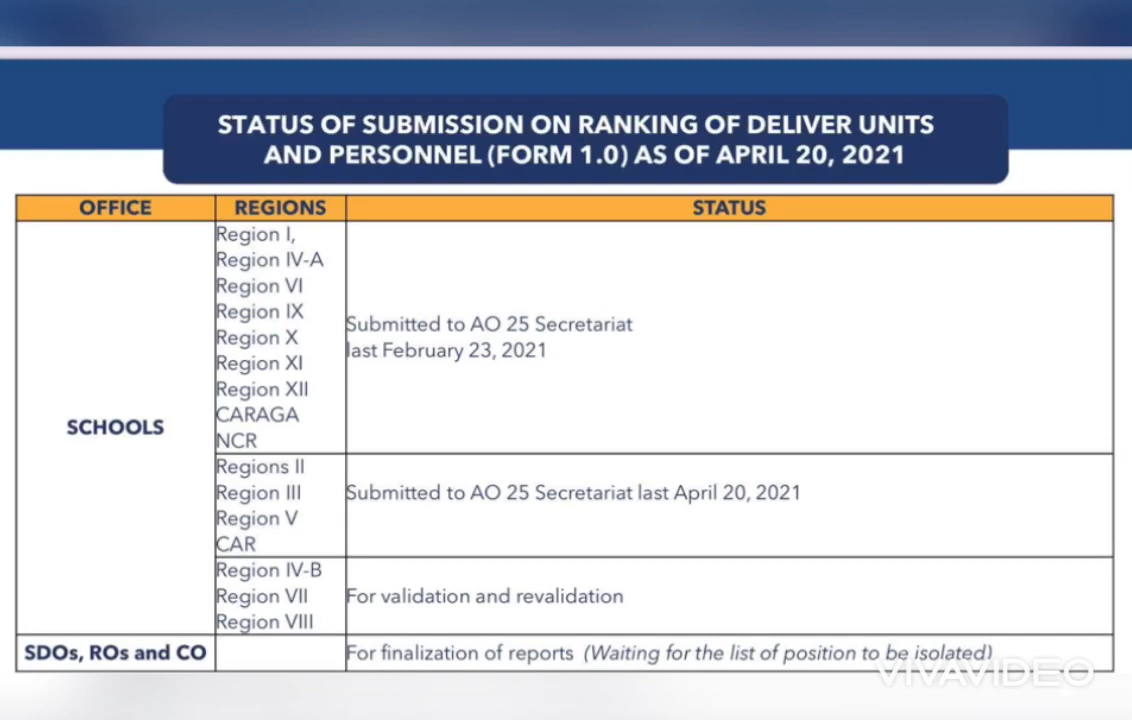 STATUS OF SUBMISSION ON RANKING OF DELIVER UNITS
AND PERSONNEL (FORM 1.0) AS OF APRIL 20, 2021
OFFICE REGIONS STATUS
SCHOOLS
Region I,
Region IV-A
Region VI
Region IX
Region X
Region XI
Region XII
CARAGA
NCR
Submitted to AO 25 Secretariat
last February 23, 2021
Regions II
Region III
Region V
CAR
Submitted to AO 25 Secretariat last April 20, 2021
Region IV-B
Region VII
Region VIII
For validation and revalidation
SDOs, ROs and CO For finalization of reports (Waiting for the list of position to be isolated)
VIVAVIDEO